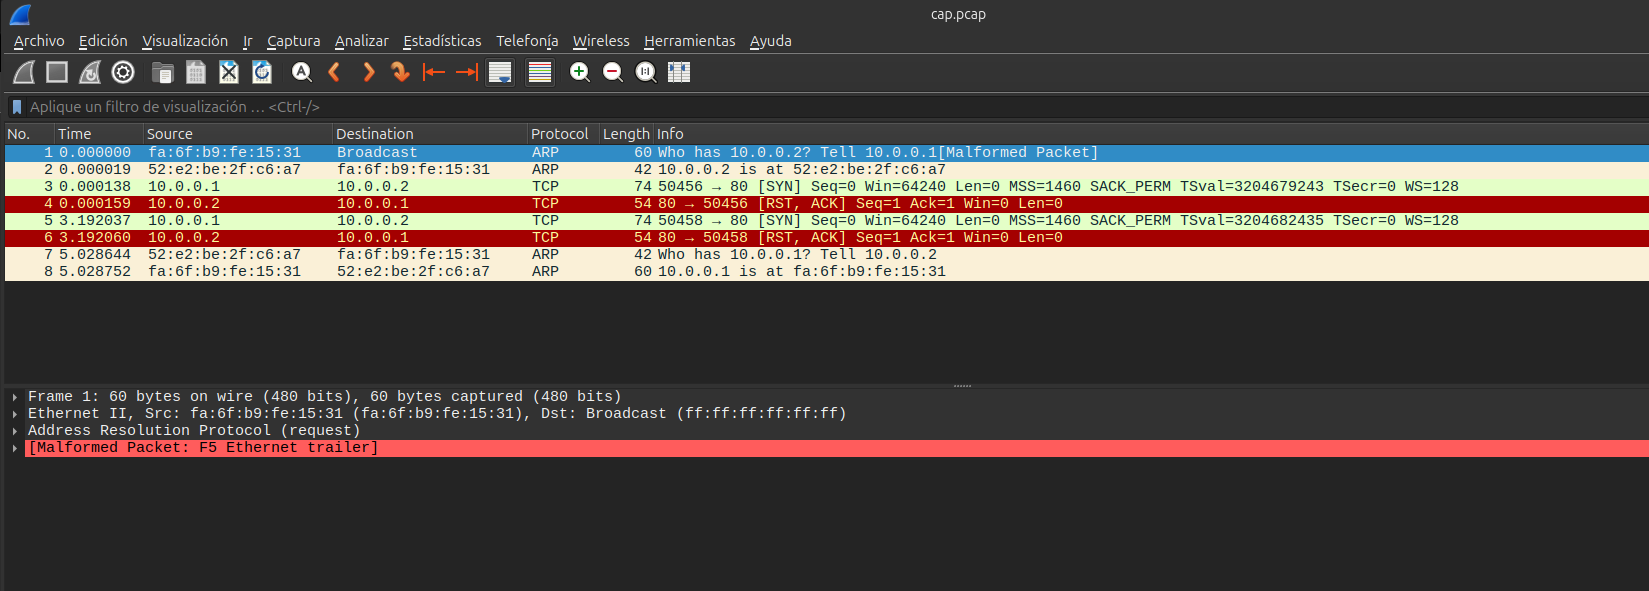 cap.pcap
Archivo Edición Visualización Ir Captura Analizar Estadísticas Telefonía Wireless Herramientas Ayuda
Aplique un filtro de visualización … <Ctrl-/>
No. Time Source Destination Protocol Length Info
1 0.000000 fa:6f:b9:fe:15:31 Broadcast ARP 60 Who has 10.0.0.2? Tell 10.0.0.1[Malformed Packet]
2 0.000019 52:e2:be:2f:c6:a7 fa:6f:b9:fe:15:31 ARP 42 10.0.0.2 is at 52:e2:be:2f:c6:a7
3 0.000138 10.0.0.1 10.0.0.2 TCP 74 50456 → 80 [SYN] Seq=0 Win=64240 Len=0 MSS=1460 SACK_PERM TSval=3204679243 TSecr=0 WS=128
4 0.000159 10.0.0.2 10.0.0.1 TCP 54 80 → 50456 [RST, ACK] Seq=1 Ack=1 Win=0 Len=0
5 3.192037 10.0.0.1 10.0.0.2 TCP 74 50458 → 80 [SYN] Seq=0 Win=64240 Len=0 MSS=1460 SACK_PERM TSval=3204682435 TSecr=0 WS=128
6 3.192060 10.0.0.2 10.0.0.1 TCP 54 80 → 50458 [RST, ACK] Seq=1 Ack=1 Win=0 Len=0
7 5.028644 52:e2:be:2f:c6:a7 fa:6f:b9:fe:15:31 ARP 42 Who has 10.0.0.1? Tell 10.0.0.2
8 5.028752 fa:6f:b9:fe:15:31 52:e2:be:2f:c6:a7 ARP 60 10.0.0.1 is at fa:6f:b9:fe:15:31
Frame 1: 60 bytes on wire (480 bits), 60 bytes captured (480 bits)
Ethernet II, Src: fa:6f:b9:fe:15:31 (fa:6f:b9:fe:15:31), Dst: Broadcast (ff:ff:ff:ff:ff:ff)
Address Resolution Protocol (request)
[Malformed Packet: F5 Ethernet trailer]